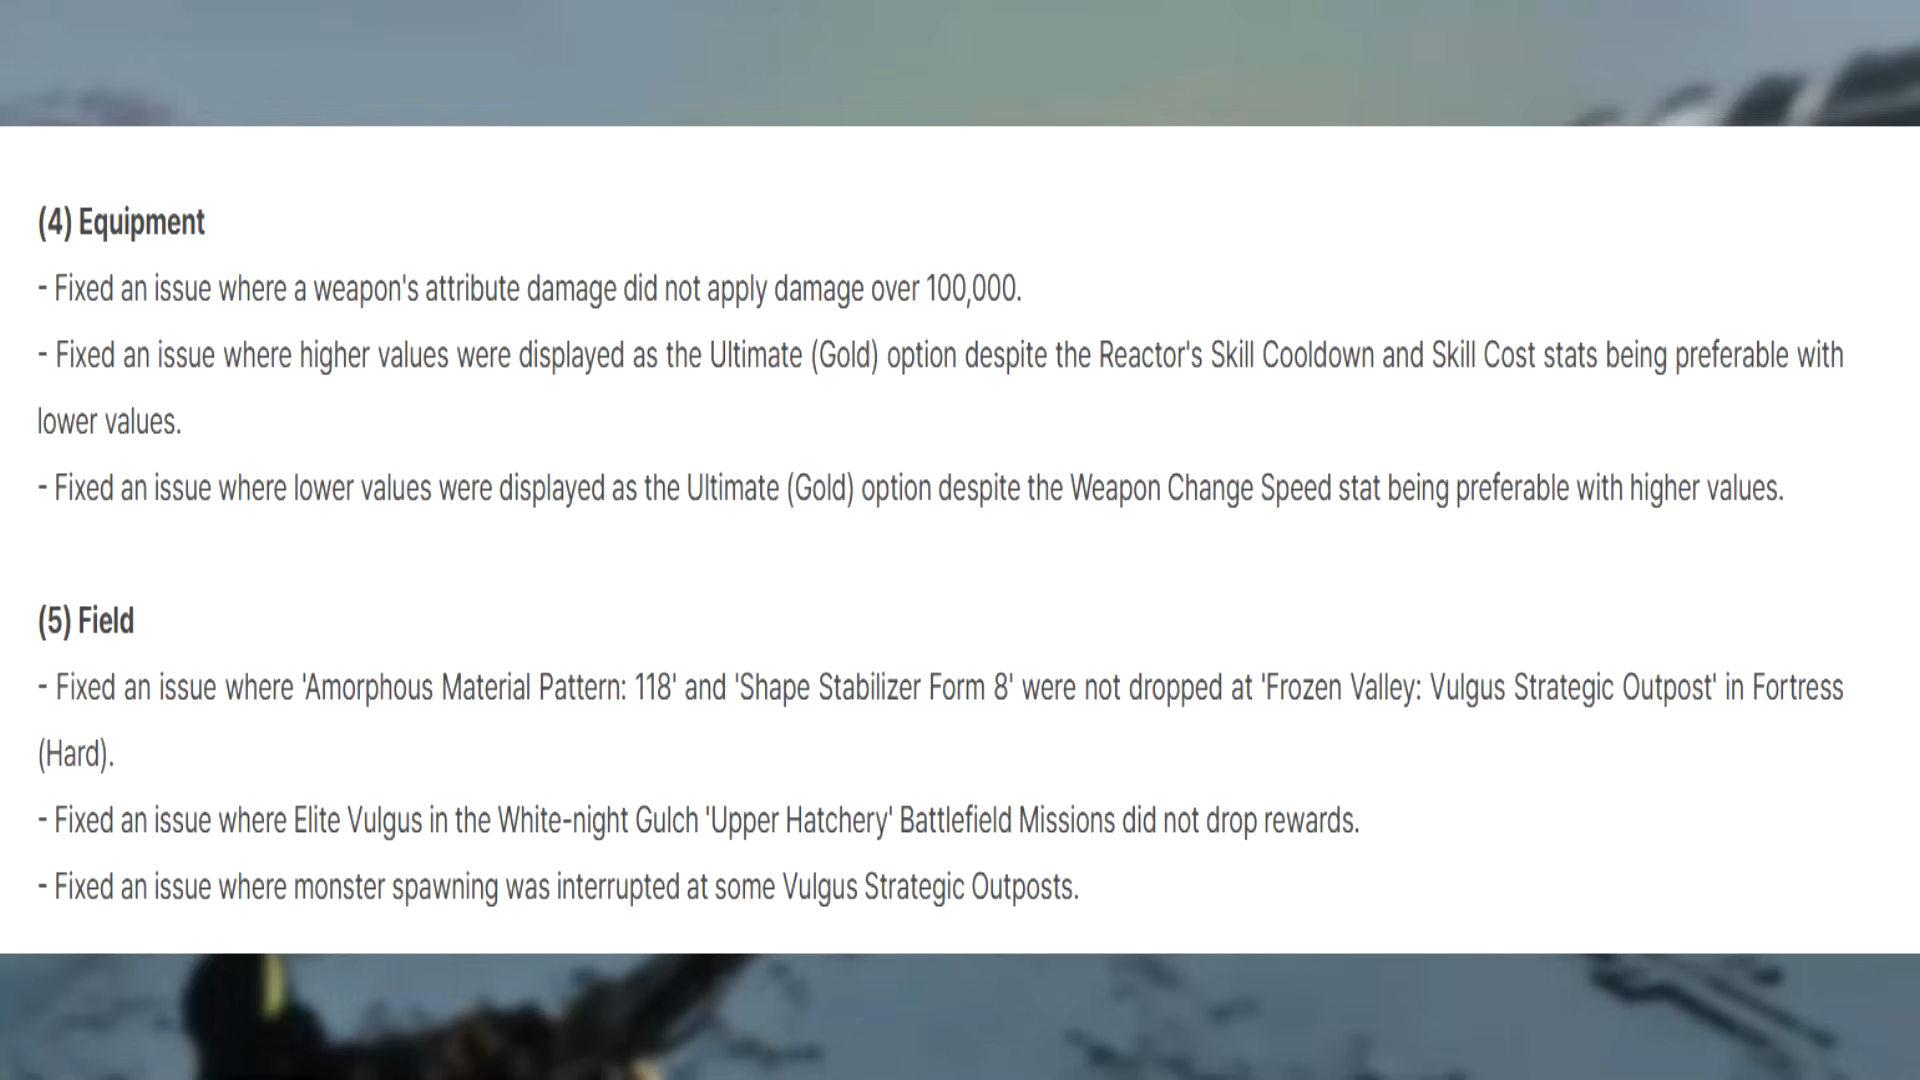 (4) Equipment
- Fixed an issue where a weapon's attribute damage did not apply damage over 100,000.
- Fixed an issue where higher values were displayed as the Ultimate (Gold) option despite the Reactor's Skill Cooldown and Skill Cost stats being preferable with
lower values.
- Fixed an issue where lower values were displayed as the Ultimate (Gold) option despite the Weapon Change Speed stat being preferable with higher values.
(5) Field
- Fixed an issue where 'Amorphous Material Pattern: 118' and 'Shape Stabilizer Form 8' were not dropped at 'Frozen Valley: Vulgus Strategic Outpost' in Fortress
(Hard).
- Fixed an issue where Elite Vulgus in the White-night Gulch 'Upper Hatchery' Battlefield Missions did not drop rewards.
- Fixed an issue where monster spawning was interrupted at some Vulgus Strategic Outposts.